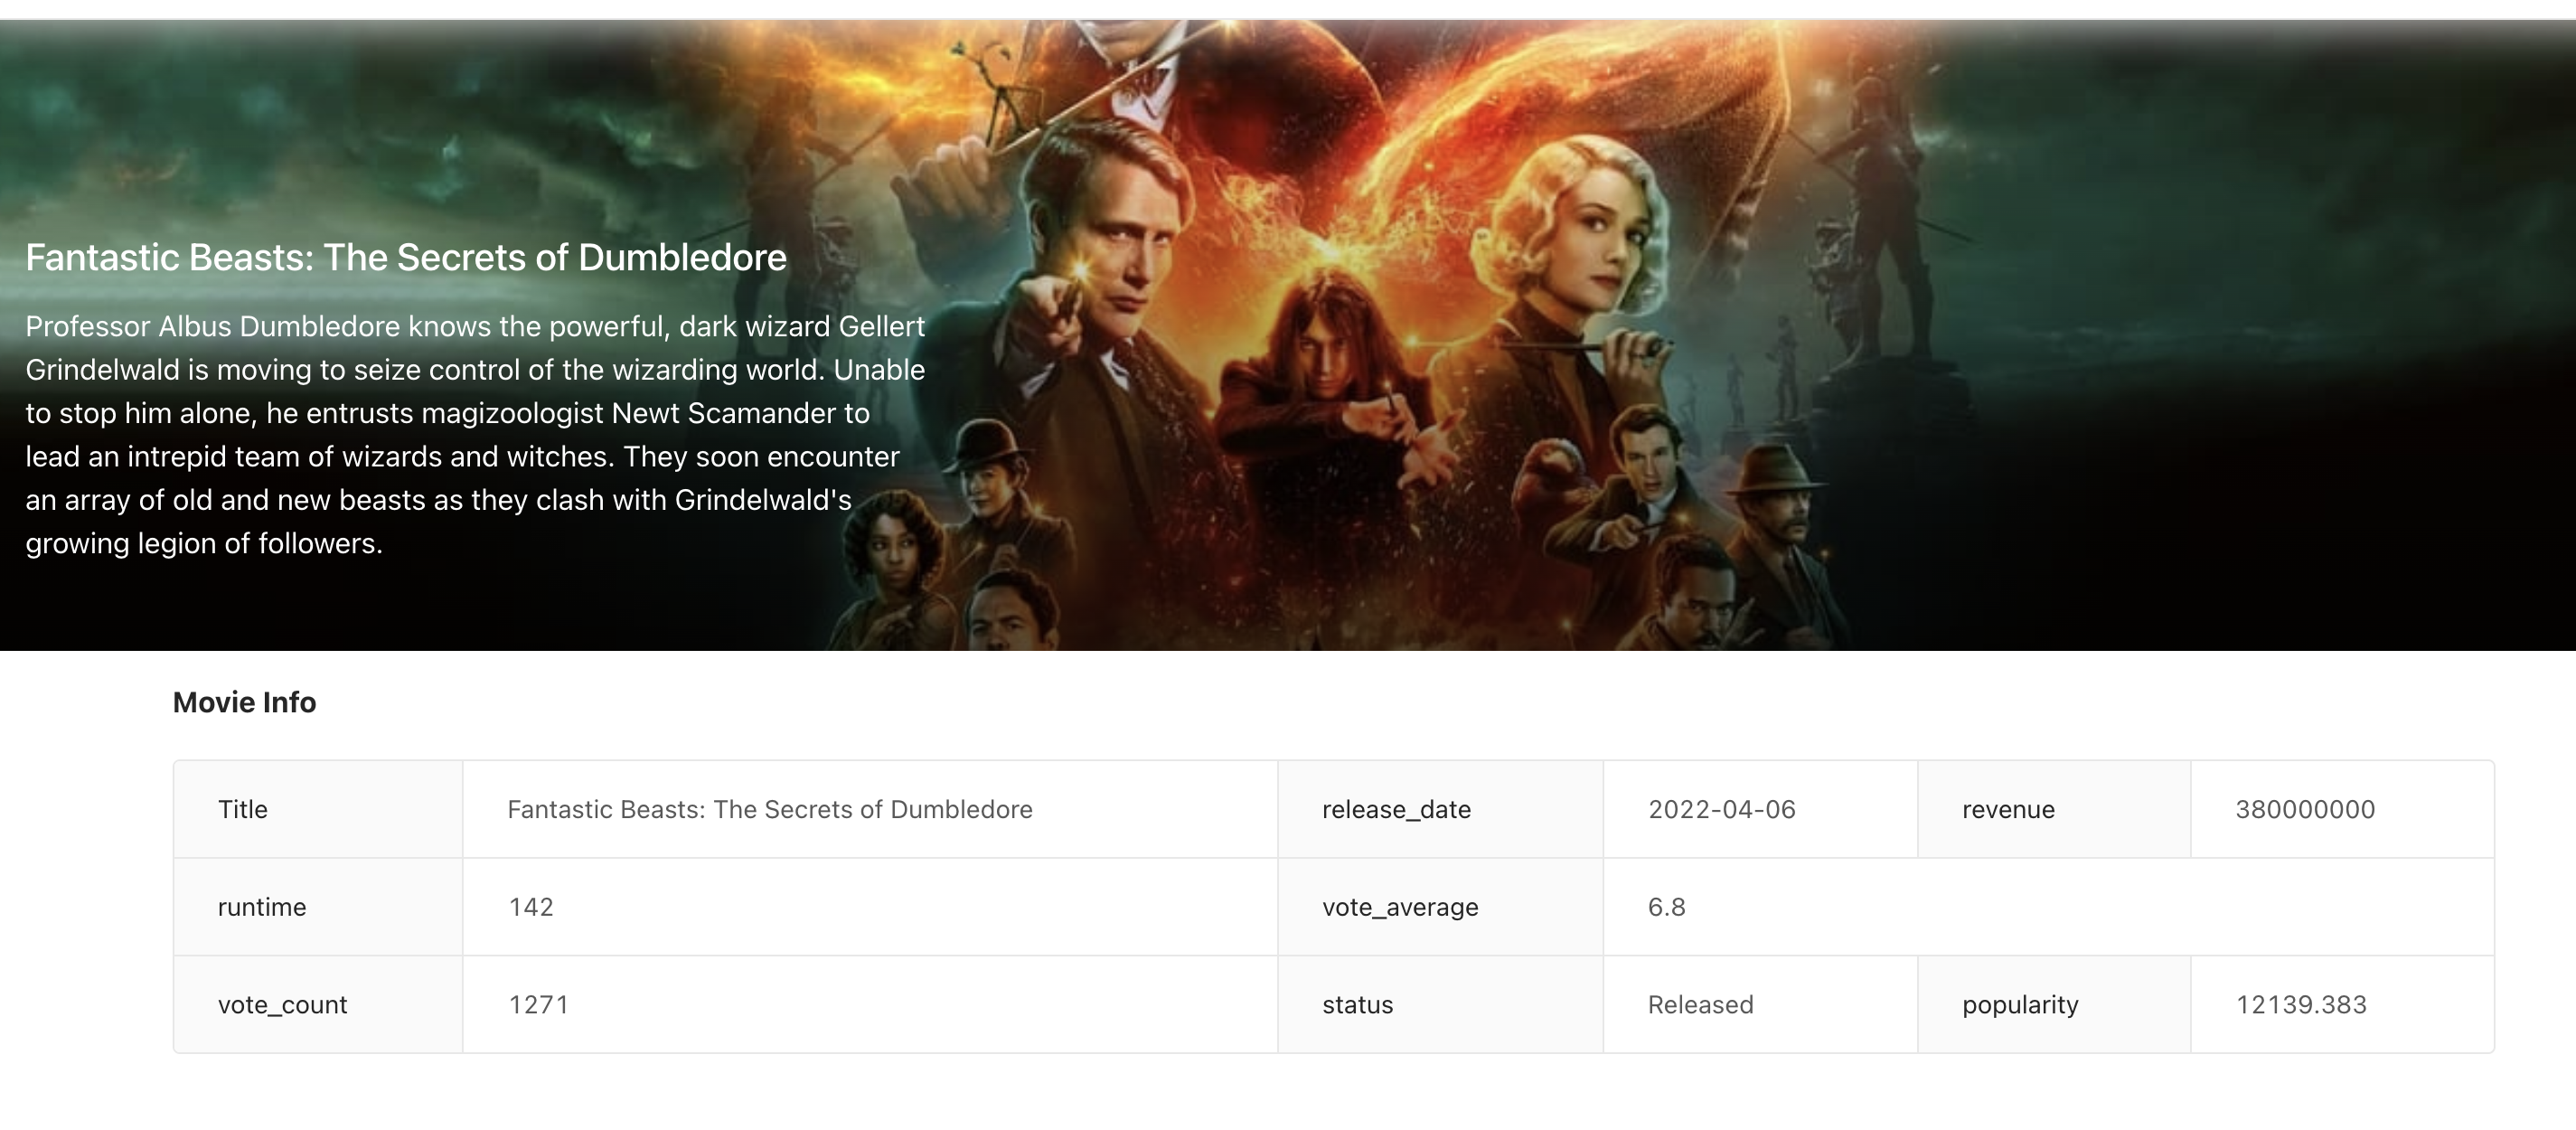 Fantastic Beasts: The Secrets of Dumbledore
Professor Albus Dumbledore knows the powerful, dark wizard Gellert
Grindelwald is moving to seize control of the wizarding world. Unable
to stop him alone, he entrusts magizoologist Newt Scamander to
lead an intrepid team of wizards and witches. They soon encounter
an array of old and new beasts as they clash with Grindelwald's
growing legion of followers.
Movie Info
Title Fantastic Beasts: The Secrets of Dumbledore release_date 2022-04-06 revenue 380000000
runtime 142 vote_average 6.8
vote_count 1271 status Released popularity 12139.383